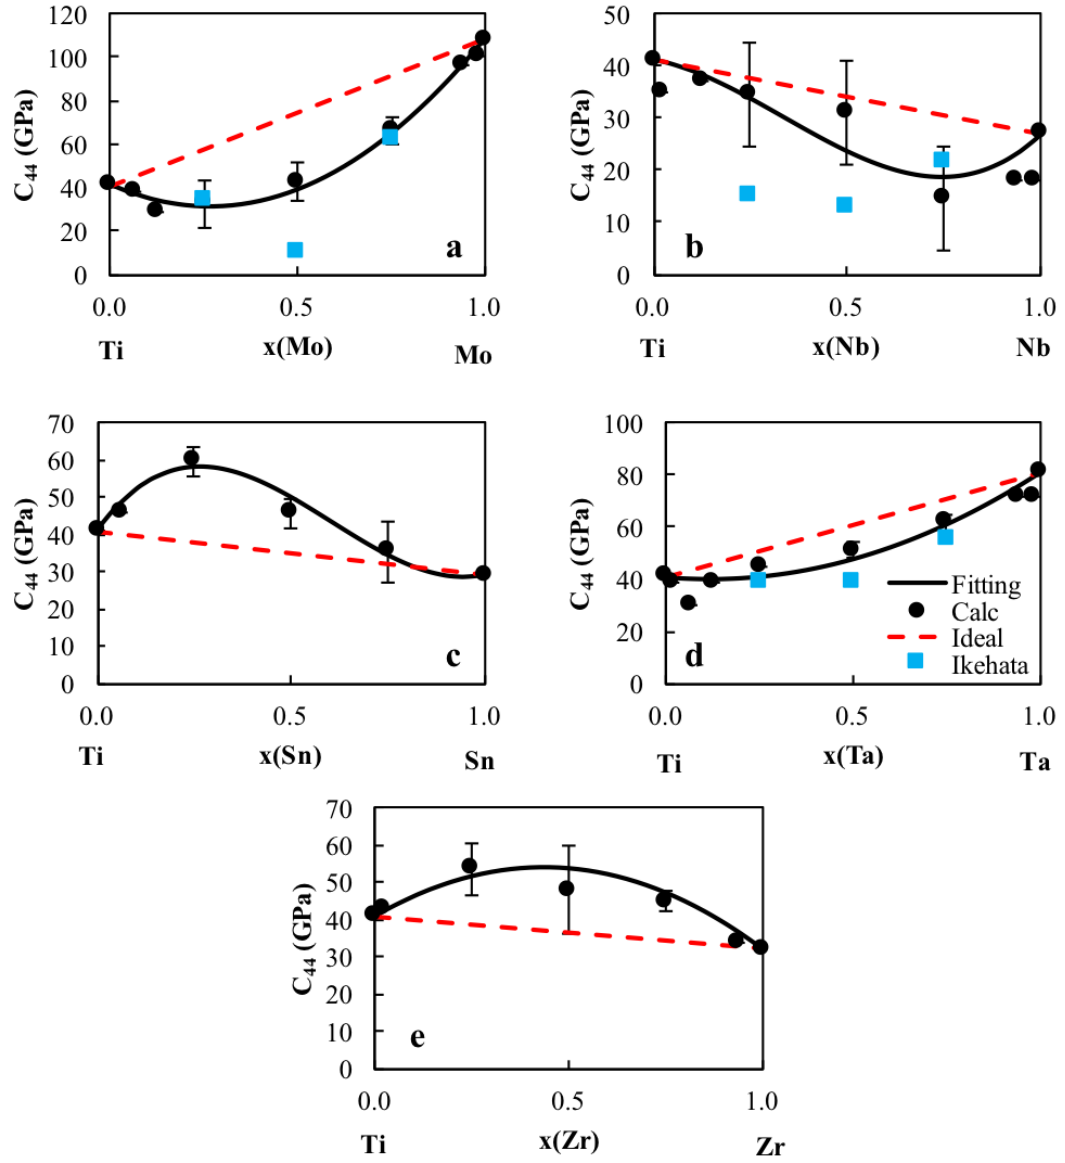 120
100
80
60
40
20
0
C44 (GPa)
a
0.0 0.5 1.0
Ti x(Mo) Mo
50
40
30
20
10
0
C44 (GPa)
b
0.0 0.5 1.0
Ti x(Nb) Nb
70
60
50
40
30
20
10
0
C44 (GPa)
c
0.0 0.5 1.0
Ti x(Sn) Sn
100
80
60
40
20
0
C44 (GPa)
d
Fitting
Calc
Ideal
Ikehata
0.0 0.5 1.0
Ti x(Ta) Ta
70
60
50
40
30
20
10
0
C44 (GPa)
e
0.0 0.5 1.0
Ti x(Zr) Zr